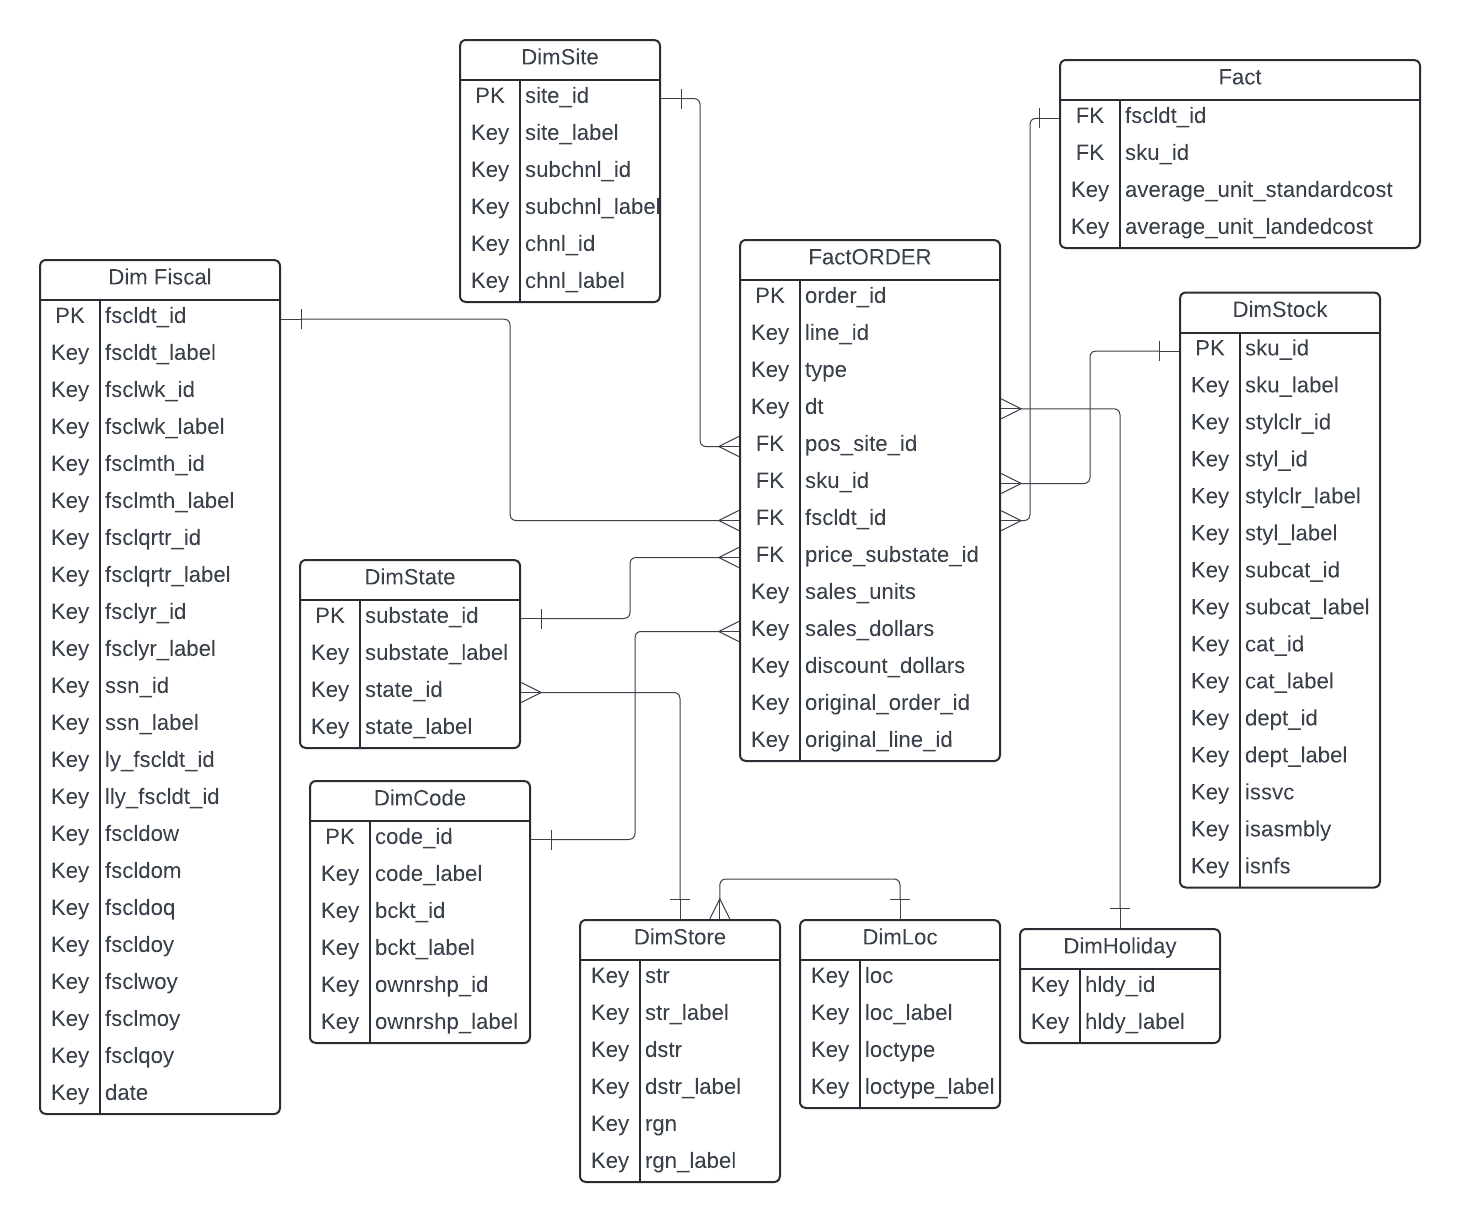 DimSite
PK site_id
Key site_label
Key subchnl_id
Key subchnl_label
Key chnl_id
Key chnl_label
Fact
FK fscldt_id
FK sku_id
Key average_unit_standardcost
Key average_unit_landedcost
Dim Fiscal
PK fscldt_id
Key fscldt_label
Key fsclwk_id
Key fsclwk_label
Key fsclmth_id
Key fsclmth_label
Key fsclqrtr_id
Key fsclqrtr_label
Key fsclyr_id
Key fsclyr_label
Key ssn_id
Key ssn_label
Key ly_fscldt_id
Key lly_fscldt_id
Key fscldow
Key fscldom
Key fscldoq
Key fscldoy
Key fsclwoy
Key fsclmoy
Key fsclqoy
Key date
FactORDER
PK order_id
Key line_id
Key type
Key dt
FK pos_site_id
FK sku_id
FK fscldt_id
FK price_substate_id
Key sales_units
Key sales_dollars
Key discount_dollars
Key original_order_id
Key original_line_id
DimStock
PK sku_id
Key sku_label
Key stylclr_id
Key styl_id
Key stylclr_label
Key styl_label
Key subcat_id
Key subcat_label
Key cat_id
Key cat_label
Key dept_id
Key dept_label
Key issvc
Key isasmbly
Key isnfs
DimState
PK substate_id
Key substate_label
Key state_id
Key state_label
DimCode
PK code_id
Key code_label
Key bckt_id
Key bckt_label
Key ownrshp_id
Key ownrshp_label
DimStore
Key str
Key str_label
Key dstr
Key dstr_label
Key rgn
Key rgn_label
DimLoc
Key loc
Key loc_label
Key loctype
Key loctype_label
DimHoliday
Key hldy_id
Key hldy_label